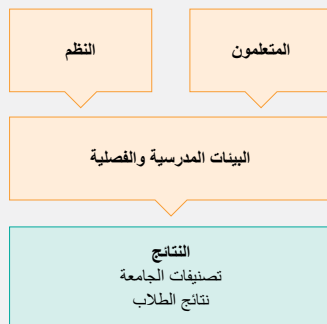 المتعلمون
النظم
البيئات المدرسية والفصلية
النتائج
تصنيفات الجامعة
نتائج الطلاب